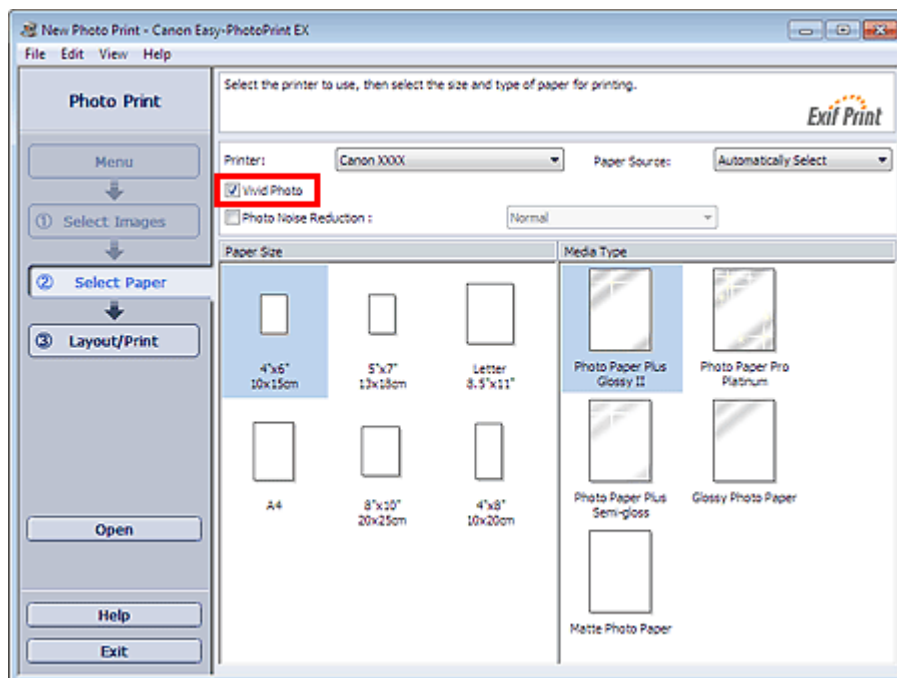 New Photo Print - Canon Easy-PhotoPrint EX
File Edit View Help
Photo Print
Select the printer to use, then select the size and type of paper for printing.
Exif Print
Menu
① Select Images
② Select Paper
③ Layout/Print
Open
Help
Exit
Printer: Canon XXXX Paper Source: Automatically Select
Vivid Photo
Photo Noise Reduction : Normal
Paper Size
4"x6"
10x15cm
5"x7"
13x18cm
Letter
8.5"x11"
A4
8"x10"
20x25cm
4"x8"
10x20cm
Media Type
Photo Paper Plus
Glossy II
Photo Paper Pro
Platinum
Photo Paper Plus
Semi-gloss
Glossy Photo Paper
Matte Photo Paper